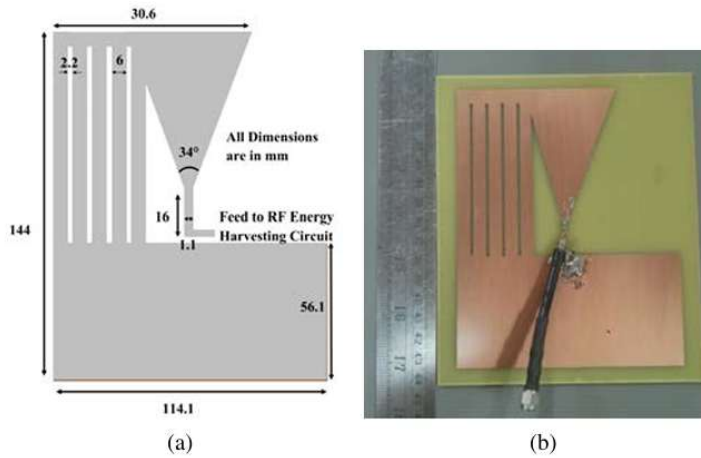 30.6
2.2
6
All Dimensions
are in mm
34°
16
Feed to RF Energy
Harvesting Circuit
1.1
144
56.1
114.1
(a)
(b)